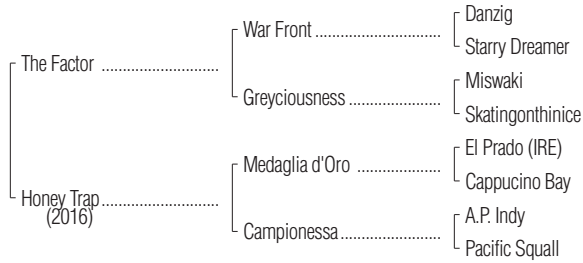 Danzig
War Front ........................
Starry Dreamer
The Factor .............................
Miswaki
Greyciousness .......................
Skatingonthinice
El Prado (IRE)
Medaglia d'Oro .....................
Cappucino Bay
Honey Trap .............................
(2016)
A.P. Indy
Campionessa .........................
Pacific Squall